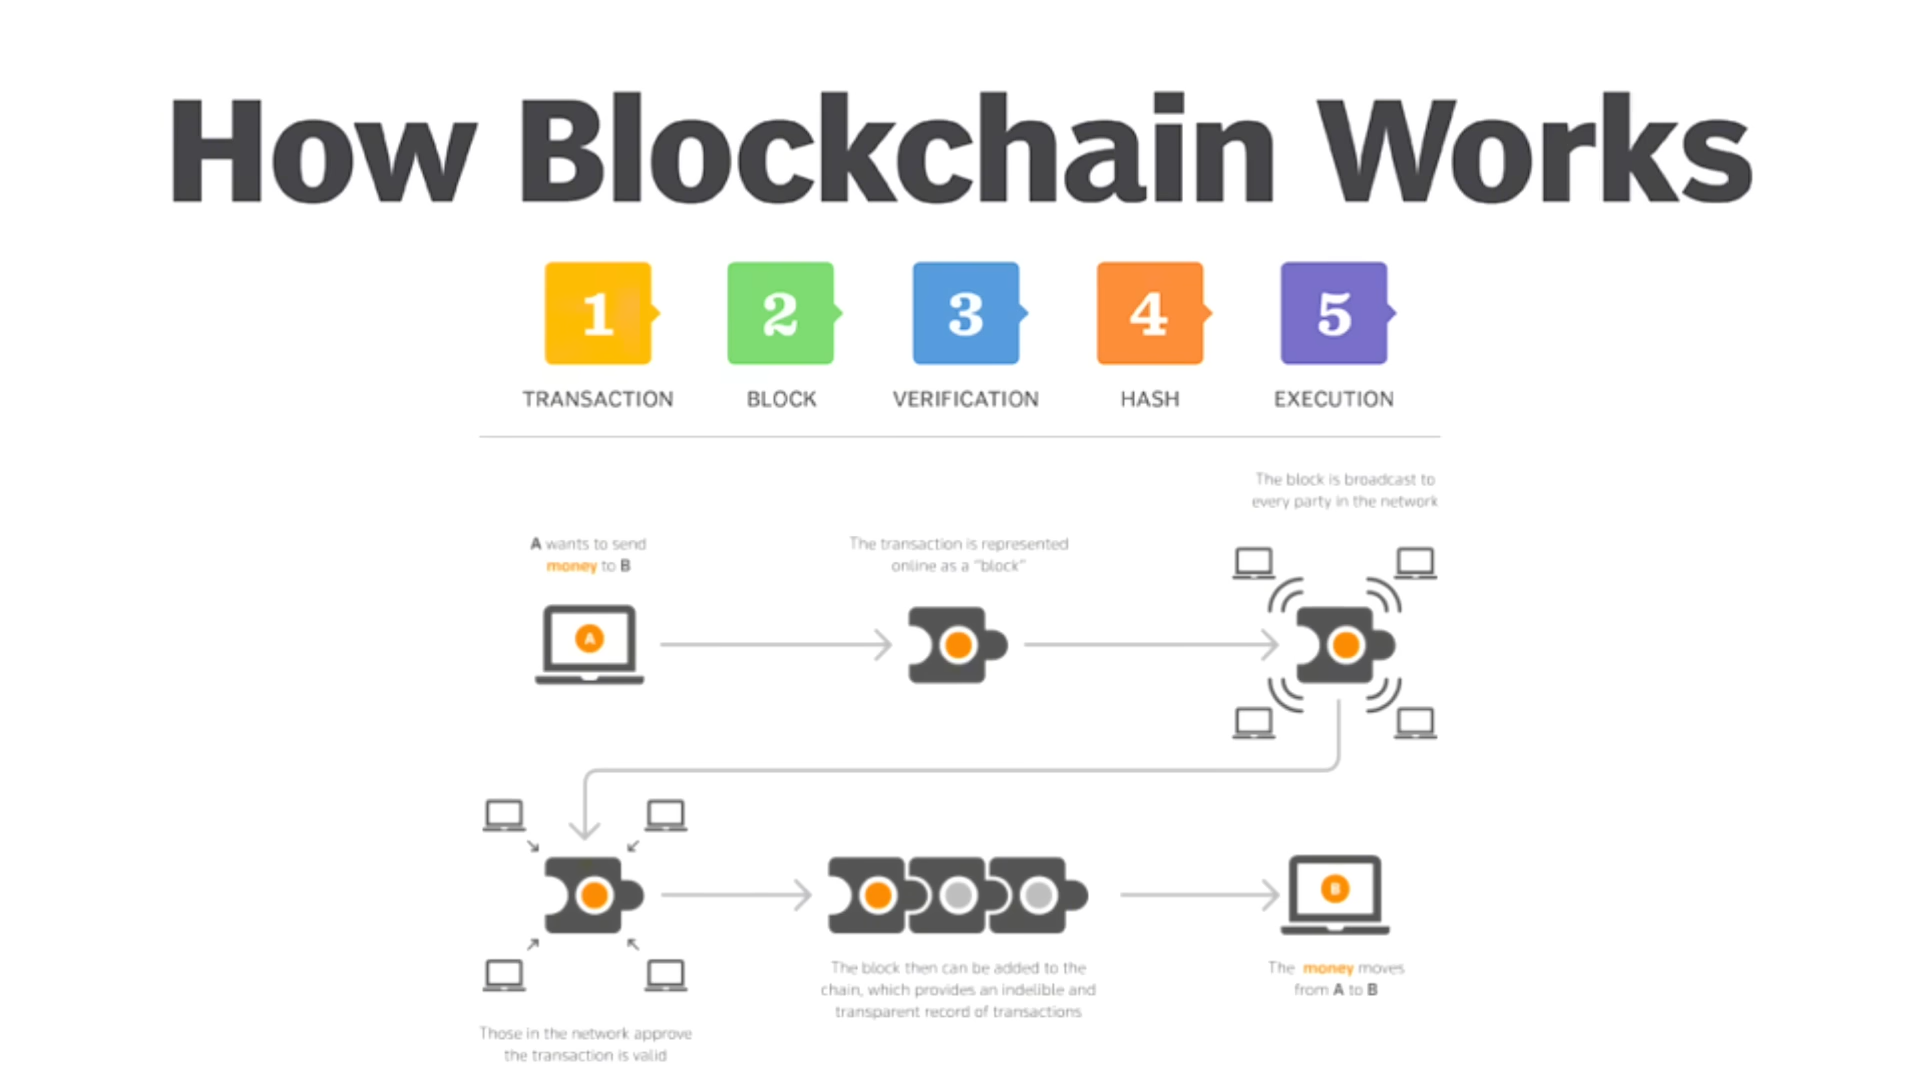 How Blockchain Works
1
2
3
4
5
TRANSACTION
BLOCK
VERIFICATION
HASH
EXECUTION
A wants to send
money to B
The transaction is represented
online as a "block"
The block is broadcast to
every party in the network
A
Those in the network approve
the transaction is valid
The block then can be added to the
chain, which provides an indelible and
transparent record of transactions
B
The money moves
from A to B